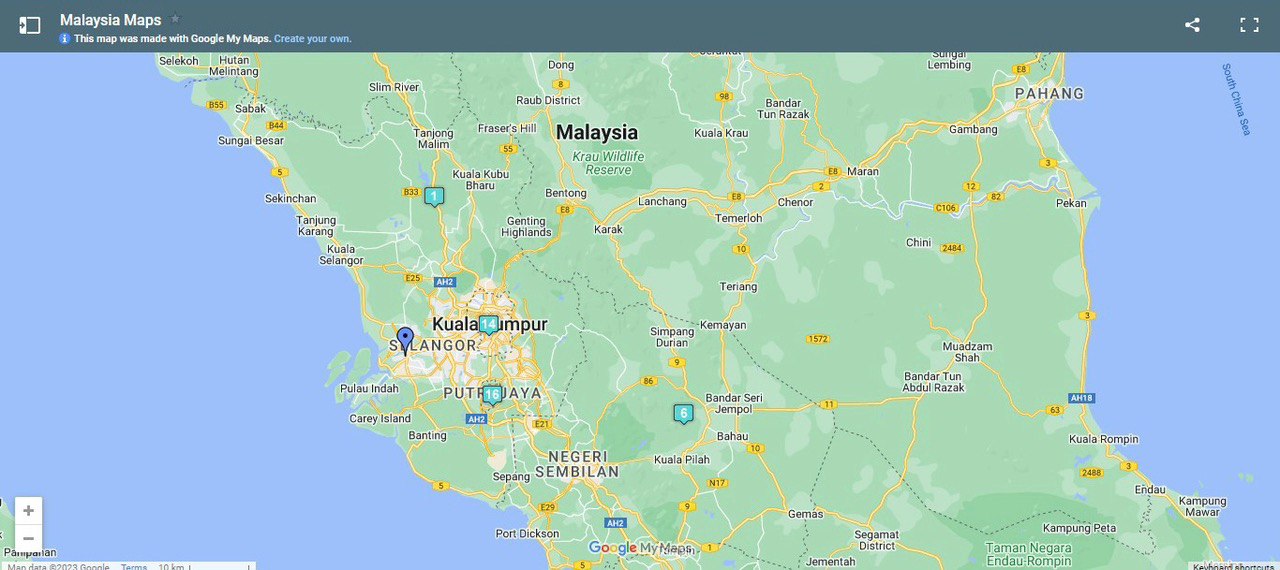 Malaysia Maps
This map was made with Google My Maps. Create your own.
Selekoh
Hutan
Melintang
Dong
Sungai
Lembing
E8
South China Sea
Slim River
8
98
PAHANG
B55
Sabak
Raub District
Bandar
Tun Razak
B44
Tanjong
Malim
Fraser's Hill
Malaysia
Kuala Krau
Gambang
Sungai Besar
55
Krau Wildlife
Reserve
3
5
Kuala Kubu
Bharu
E8
Maran
B33
1
Bentong
2
12
Sekinchan
Lanchang
E8
Chenor
82
Pekan
E8
C106
Tanjung
Karang
Genting
Highlands
Karak
Temerloh
Kuala
Selangor
10
Chini
2484
E25
AH2
Teriang
Kuala Lumpur
14
Simpang
Durian
Kemayan
3
SELANGOR
1572
Muadzam
Shah
9
Pulau Indah
86
Bandar Tun
Abdul Razak
PUTRAJAYA
16
Bandar Seri
Jempol
AH18
11
63
Carey Island
AH2
E21
6
Banting
Bahau
Kuala Rompin
10
NEGERI
SEMBILAN
Kuala Pilah
3
Sepang
N17
2488
5
Endau
E29
9
Kampung
Mawar
Gemas
AH2
Kampung Peta
Port Dickson
Segamat
District
Google My Maps
1
Taman Negara
Endau-Rompin
5
Jementah
Map data ©2023 Google
Terms
10 km
Keyboard shortcuts